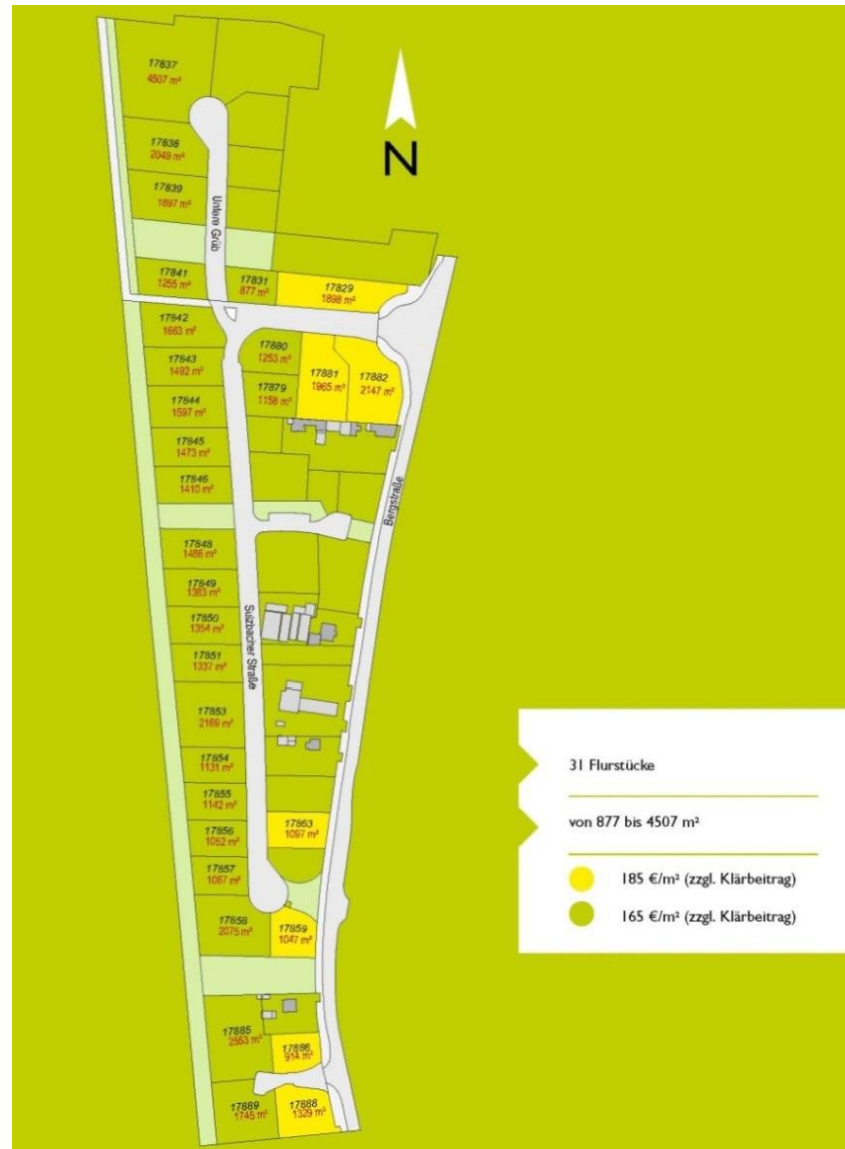 17837
4507 m²
N
17838
2049 m²
17839
1897 m²
Untere Grüb
17841
1255 m²
17831
877 m²
17829
1898 m²
17842
1663 m²
17843
1492 m²
17844
1597 m²
17845
1473 m²
17846
1410 m²
17880
1253 m²
17879
1158 m²
17881
1965 m²
17882
2147 m²
Bergstraße
17848
1486 m²
17849
1383 m²
17850
1354 m²
17851
1337 m²
Sulzbacher Straße
17853
2169 m²
17854
1131 m²
17855
1142 m²
17856
1052 m²
17863
1097 m²
17857
1067 m²
17858
2075 m²
17859
1047 m²
17885
2553 m²
17886
914 m²
17889
1745 m²
17888
1329 m²
31 Flurstücke
von 877 bis 4507 m²
185 €/m² (zzgl. Klärbeitrag)
165 €/m² (zzgl. Klärbeitrag)